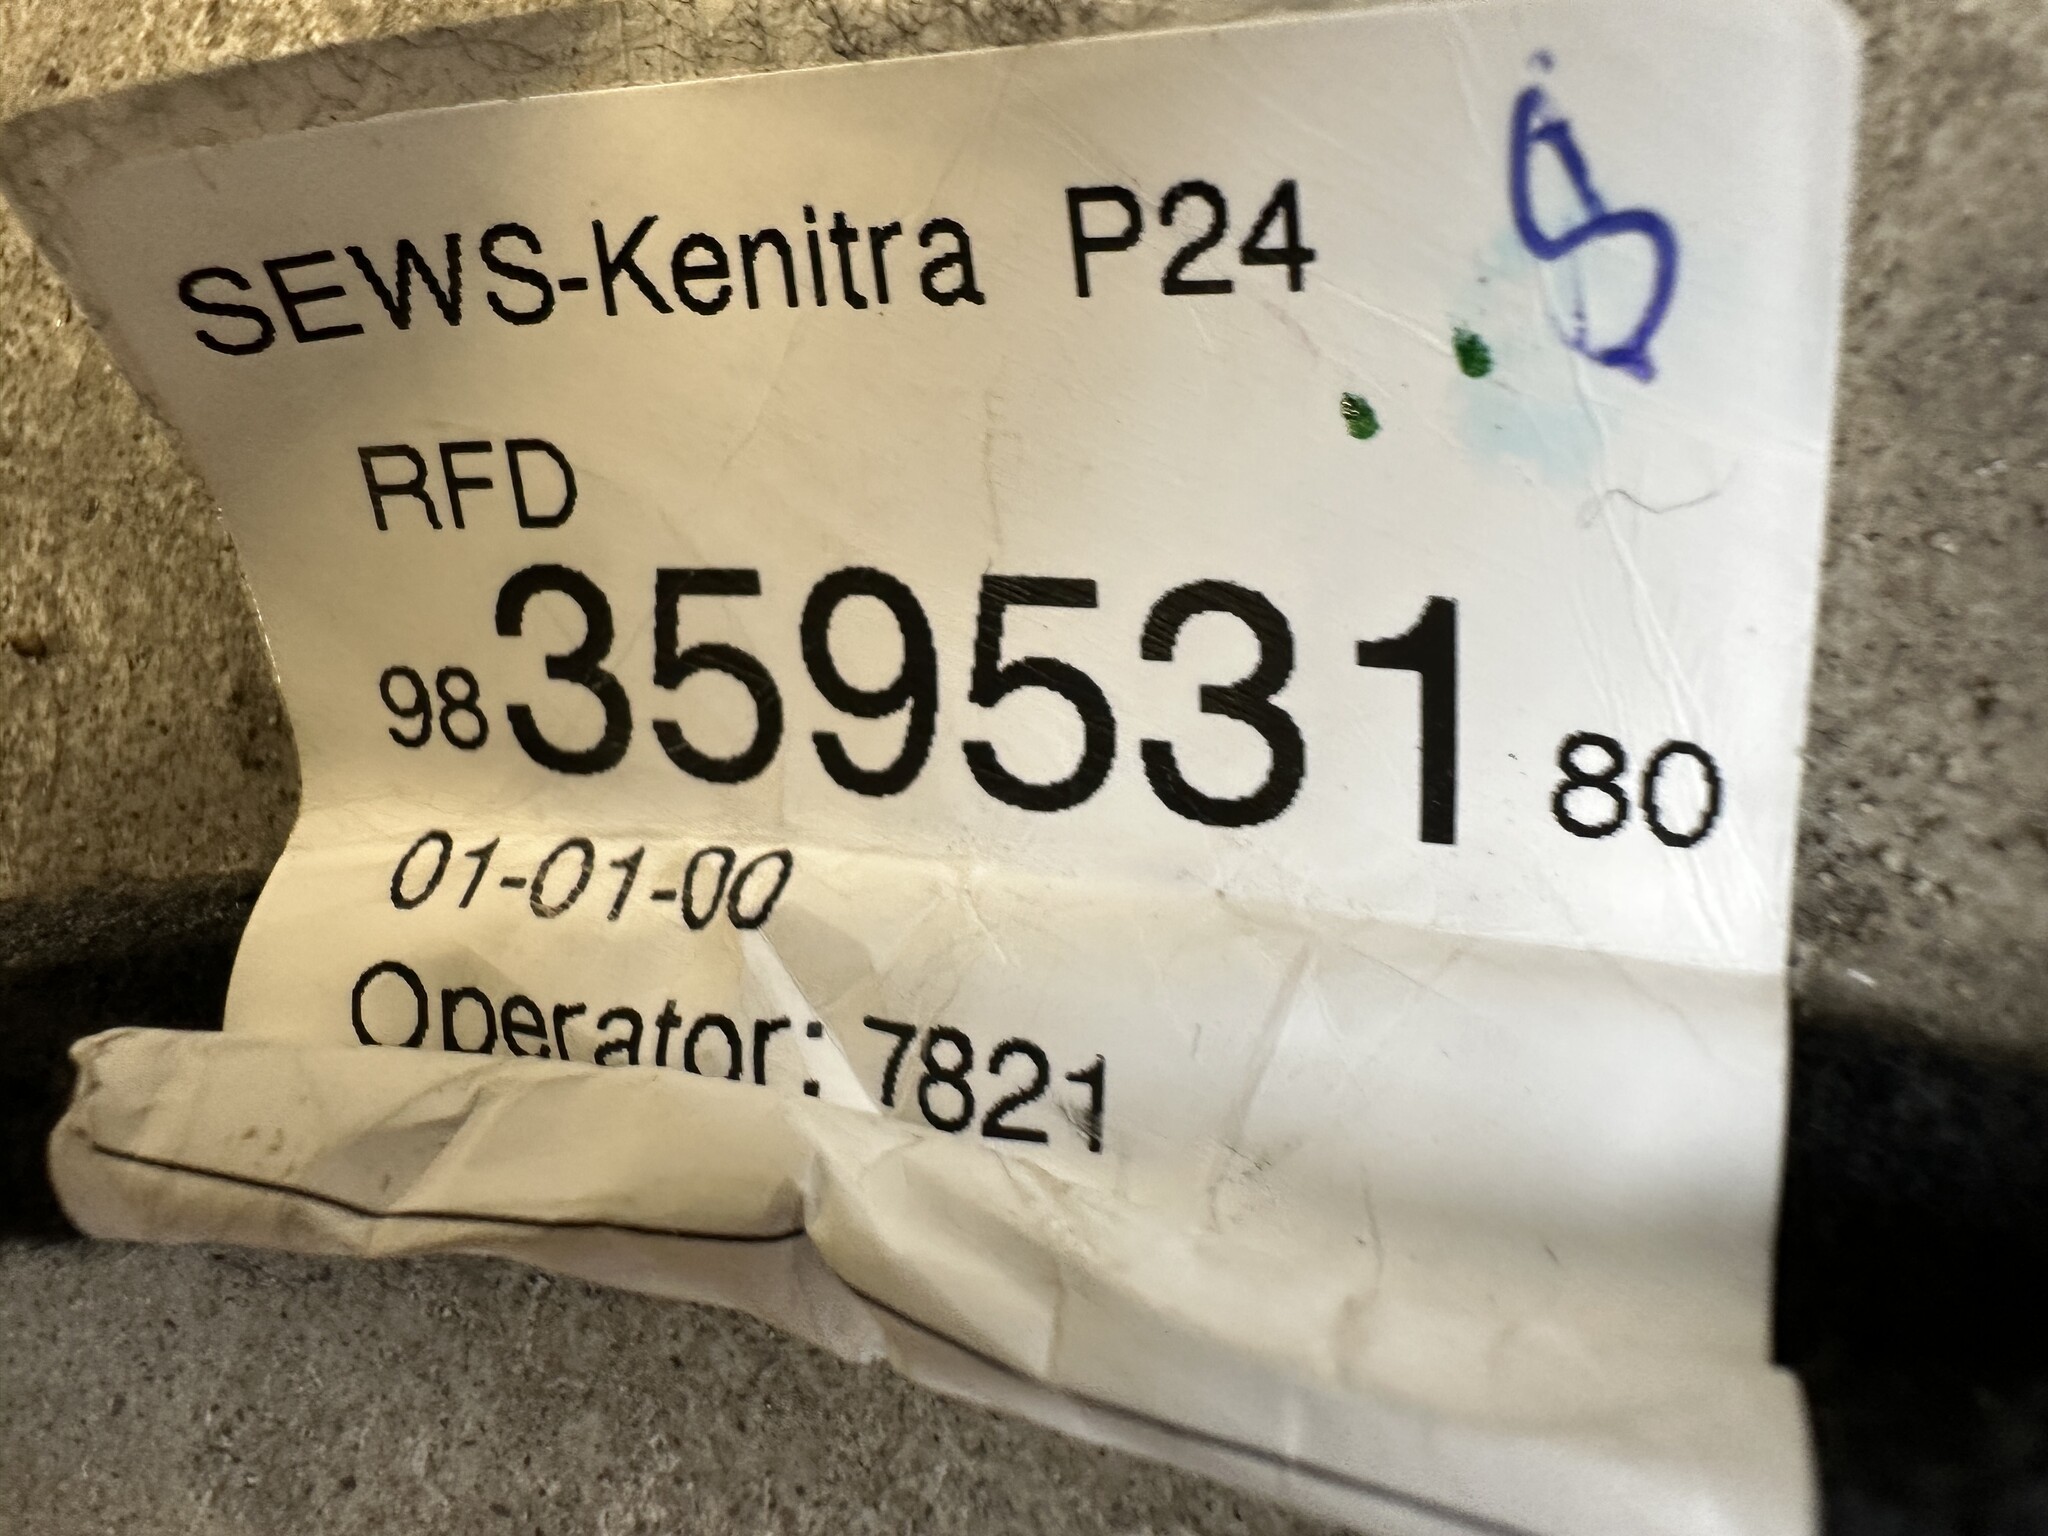 SEWS-Kenitra P24
RFD
98 359531 80
01-01-00
Operator: 7821